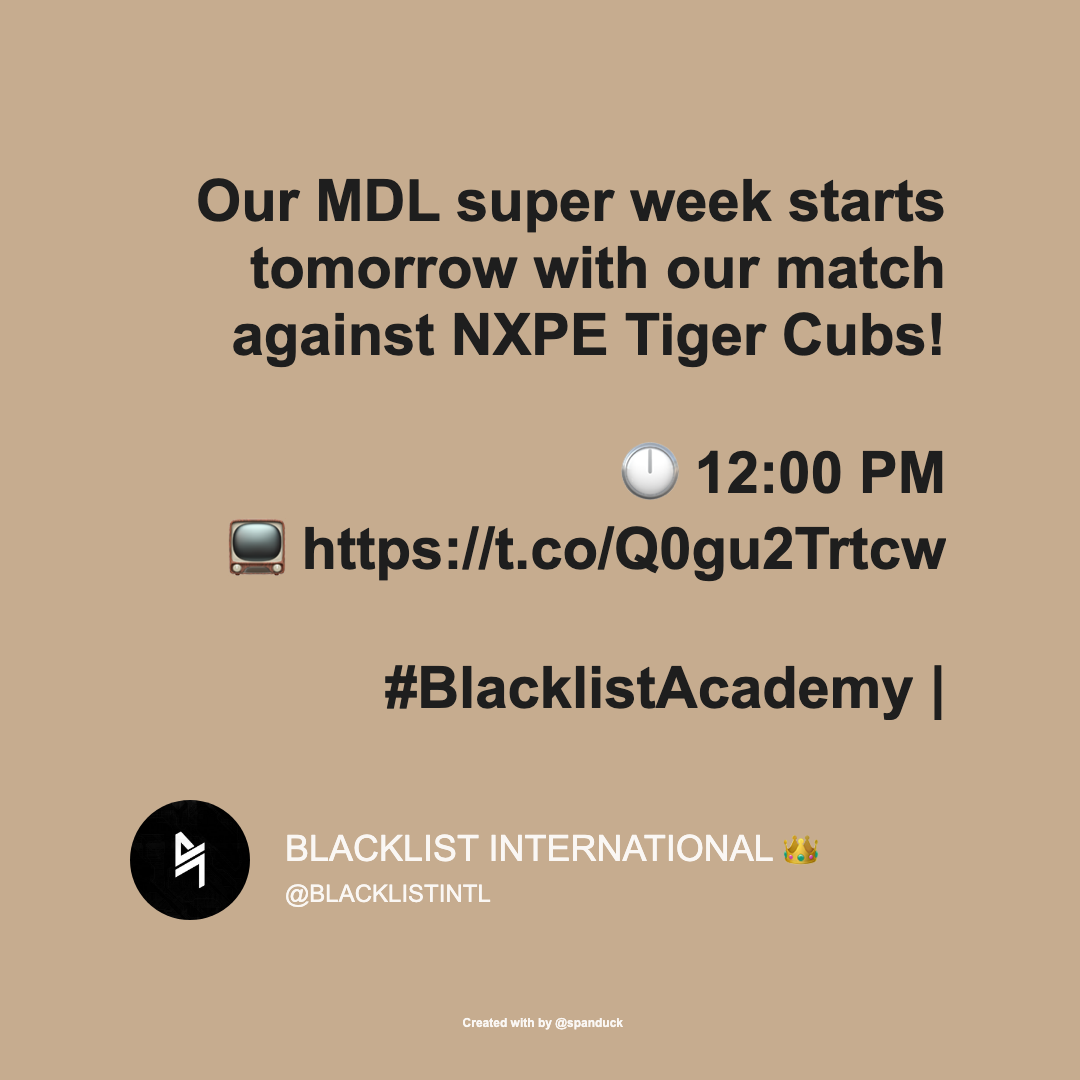 Our MDL super week starts
tomorrow with our match
against NXPE Tiger Cubs!
🕛 12:00 PM
📺 https://t.co/Q0gu2Trtcw
#BlacklistAcademy |
BLACKLIST INTERNATIONAL 👑
@BLACKLISTINTL
Created with by @spanduck